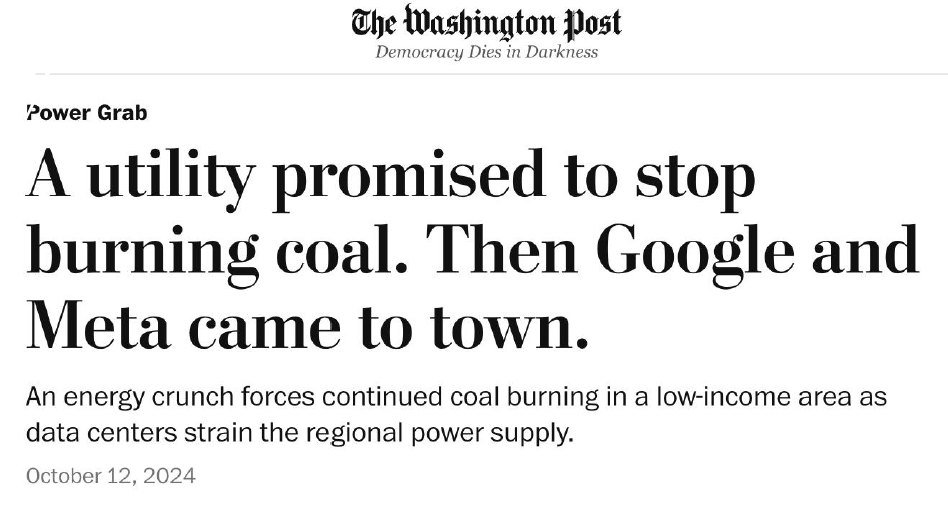 The Washington Post
Democracy Dies in Darkness
Power Grab
A utility promised to stop
burning coal. Then Google and
Meta came to town.
An energy crunch forces continued coal burning in a low-income area as
data centers strain the regional power supply.
October 12, 2024